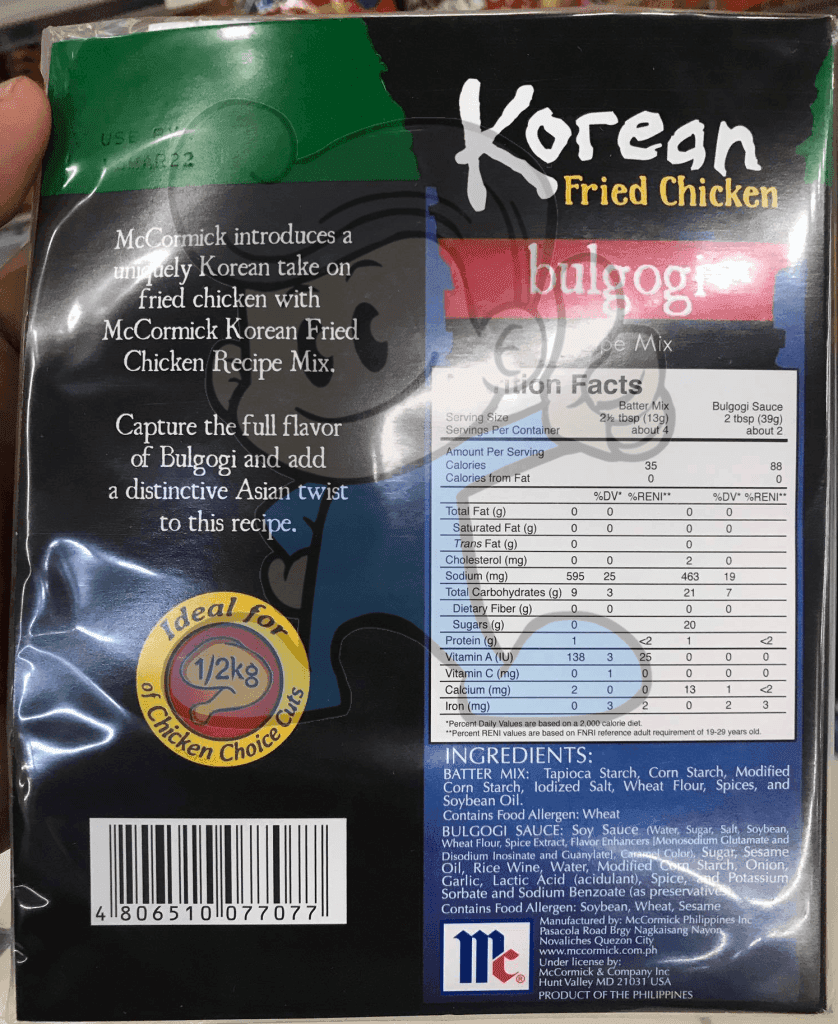 USE BY
MAR22
McCormick introduces a
uniquely Korean take on
fried chicken with
McCormick Korean Fried
Chicken Recipe Mix.
Capture the full flavor
of Bulgogi and add
a distinctive Asian twist
to this recipe.
Ideal for
1/2kg
of Chicken Choice Cuts
4 806510 077077
Korean
Fried Chicken
bulgogi
Mix
Facts
Batter Mix Bulgogi Sauce
Serving Size 2½ tbsp (13g) 2 tbsp (39g)
Servings Per Container about 4 about 2
Amount Per Serving
Calories 35 88
Calories from Fat 0 0
%DV* %RENI** %DV* %RENI**
Total Fat (g) 0 0 0 0
Saturated Fat (g) 0 0 0 0
Trans Fat (g) 0 0
Cholesterol (mg) 0 0 2 0
Sodium (mg) 595 25 463 19
Total Carbohydrates (g) 9 3 21 7
Dietary Fiber (g) 0 0 0 0
Sugars (g) 0 20
Protein (g) 1 <2 1 <2
Vitamin A (IU) 138 3 25 0 0 0
Vitamin C (mg) 0 1 0 0 0 0
Calcium (mg) 2 0 0 13 1 <2
Iron (mg) 0 3 2 0 2 3
*Percent Daily Values are based on a 2,000 calorie diet.
**Percent RENI values are based on FNRI reference adult requirement of 19-29 years old.
INGREDIENTS:
BATTER MIX: Tapioca Starch, Corn Starch, Modified
Corn Starch, Iodized Salt, Wheat Flour, Spices, and
Soybean Oil.
Contains Food Allergen: Wheat
BULGOGI SAUCE: Soy Sauce (Water, Sugar, Salt, Soybean,
Wheat Flour, Spice Extract, Flavor Enhancers [Monosodium Glutamate and
Disodium Inosinate and Guanylate], Caramel Color), Sugar, Sesame
Oil, Rice Wine, Water, Modified Corn Starch, Onion,
Garlic, Lactic Acid (acidulant), Spice, and Potassium
Sorbate and Sodium Benzoate (as preservatives).
Contains Food Allergen: Soybean, Wheat, Sesame
Mc®
Manufactured by: McCormick Philippines Inc
Pasacola Road Brgy Nagkaisang Nayon,
Novaliches Quezon City
www.mccormick.com.ph
Under license by:
McCormick & Company Inc
Hunt Valley MD 21031 USA
PRODUCT OF THE PHILIPPINES